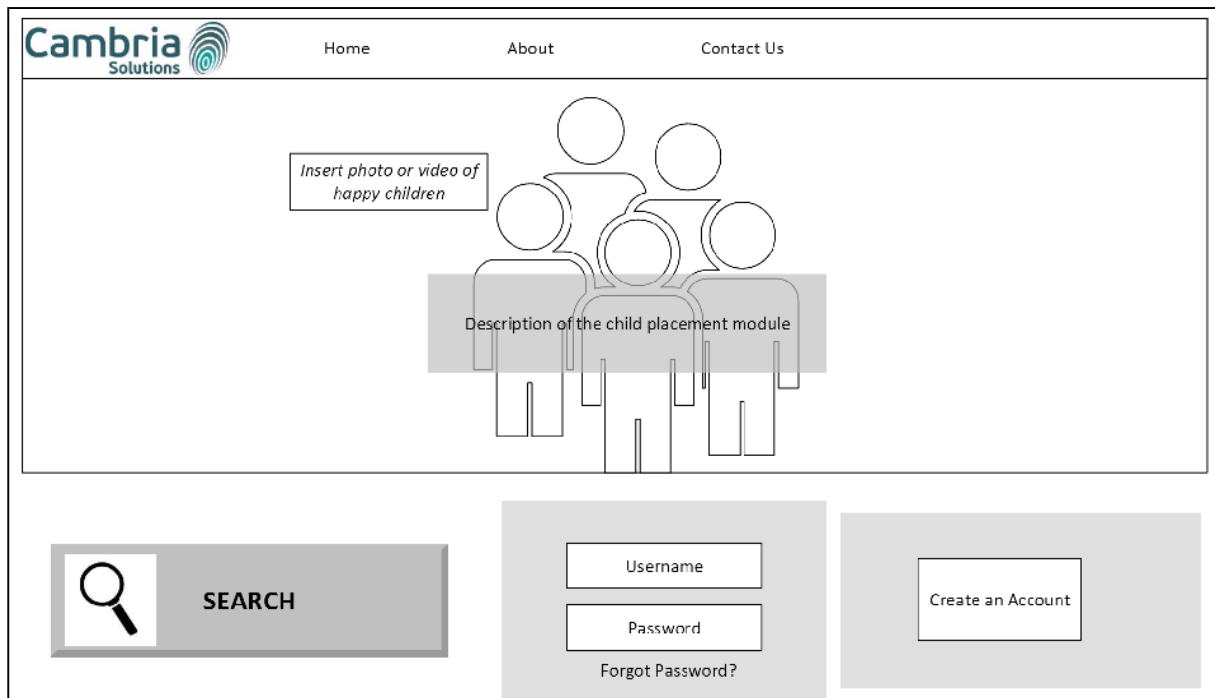 Cambria
Solutions
Home
About
Contact Us
Insert photo or video of
happy children
Description of the child placement module
SEARCH
Username
Password
Forgot Password?
Create an Account